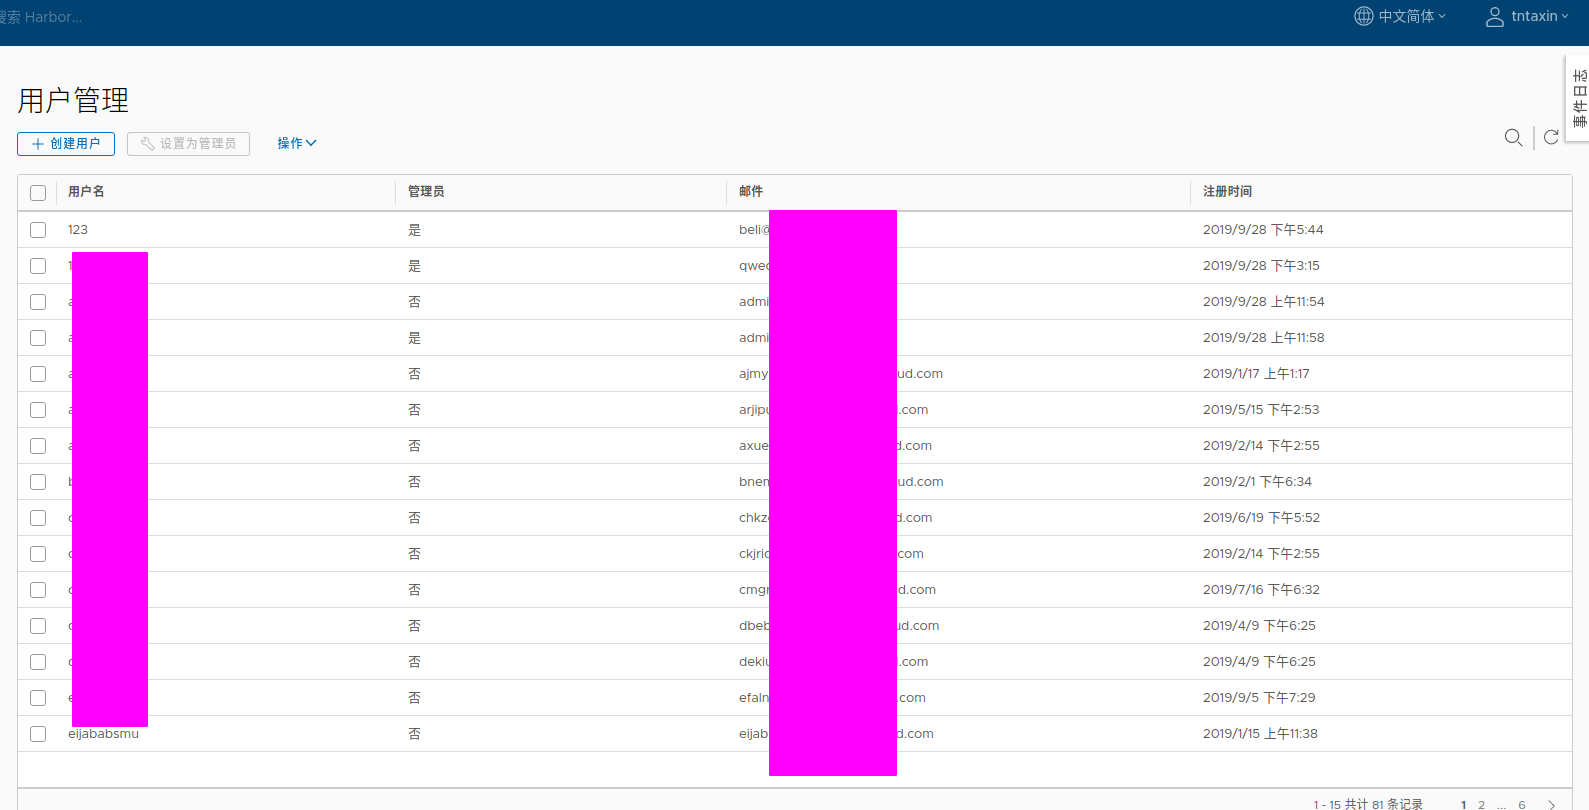 搜索 Harbor...
中文简体
tntaxin
事件日志
用户管理
创建用户
设置为管理员
操作
用户名 管理员 邮件 注册时间
123 是 beli@ 2019/9/28 下午5:44
1 是 qwe 2019/9/28 下午3:15
否 admi 2019/9/28 上午11:54
是 admi 2019/9/28 上午11:58
否 ajmy ud.com 2019/1/17 上午1:17
否 arjip .com 2019/5/15 下午2:53
否 axue d.com 2019/2/14 下午2:55
否 bnen ud.com 2019/2/1 下午6:34
否 chkz d.com 2019/6/19 下午5:52
否 ckjri com 2019/2/14 下午2:55
否 cmg d.com 2019/7/16 下午6:32
否 dbeb ud.com 2019/4/9 下午6:25
否 deki .com 2019/4/9 下午6:25
否 efaln .com 2019/9/5 下午7:29
eijababsmu 否 eijab d.com 2019/1/15 上午11:38
1 - 15 共计 81 条记录 1 2 ... 6